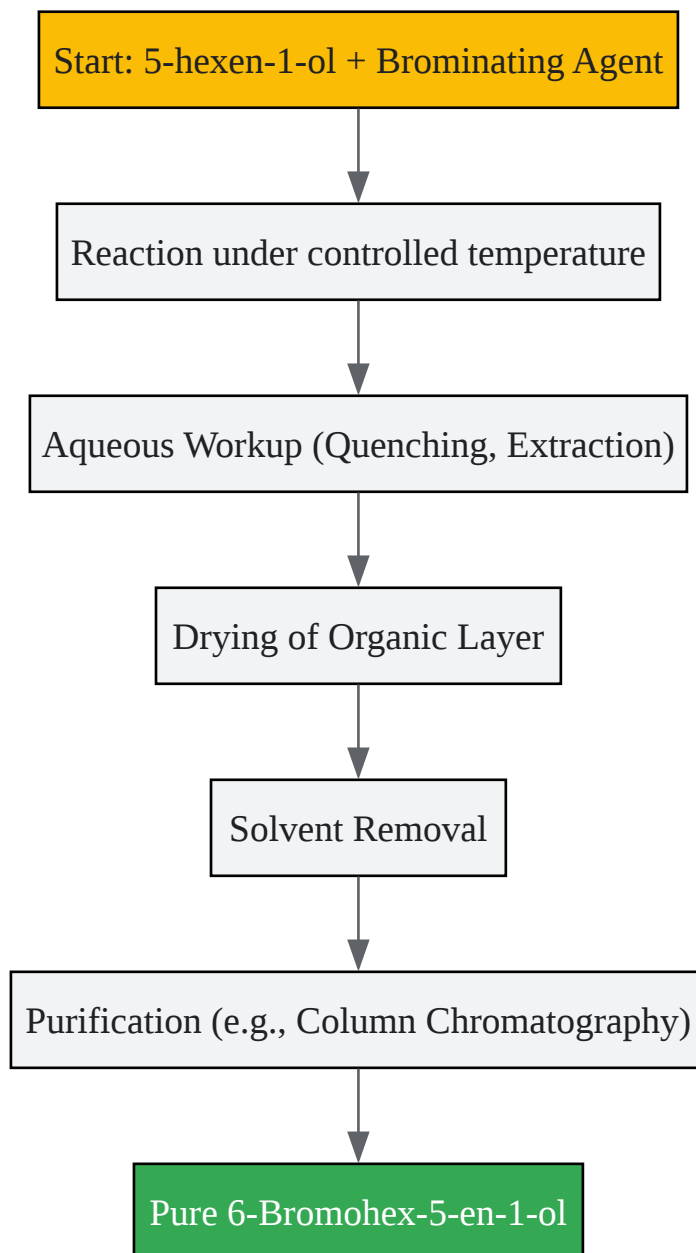 Start: 5-hexen-1-ol + Brominating Agent
Reaction under controlled temperature
Aqueous Workup (Quenching, Extraction)
Drying of Organic Layer
Solvent Removal
Purification (e.g., Column Chromatography)
Pure 6-Bromohex-5-en-1-ol